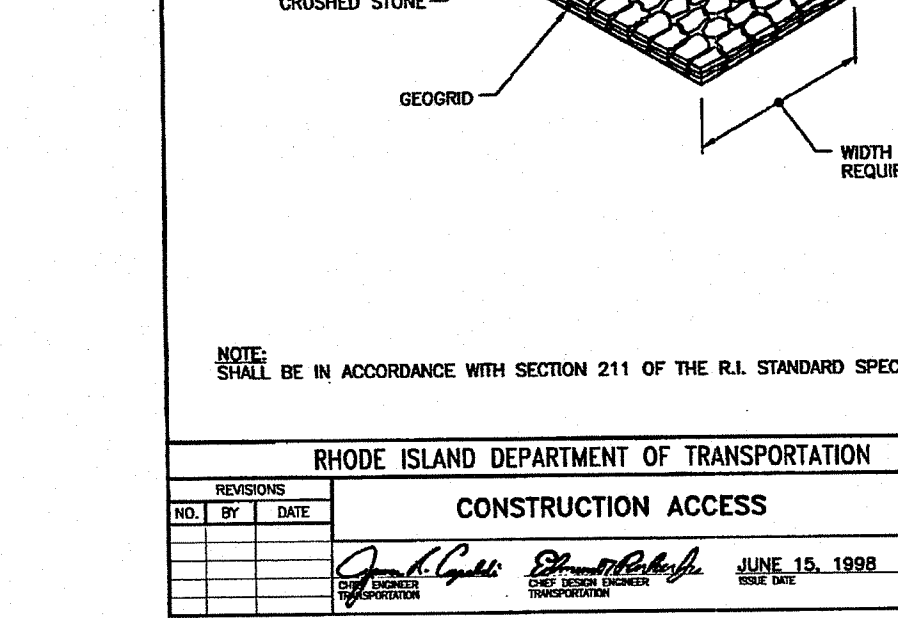 CRUSHED STONE
GEOGRID
WIDTH
NOTE:
SHALL BE IN ACCORDANCE WITH SECTION 211 OF THE R.I. STANDARD SPEC
RHODE ISLAND DEPARTMENT OF TRANSPORTATION
REVISIONS
NO. BY DATE
CONSTRUCTION ACCESS
CHIEF ENGINEER
TRANSPORTATION
CHIEF DESIGN ENGINEER
TRANSPORTATION
JUNE 15, 1998
ISSUE DATE